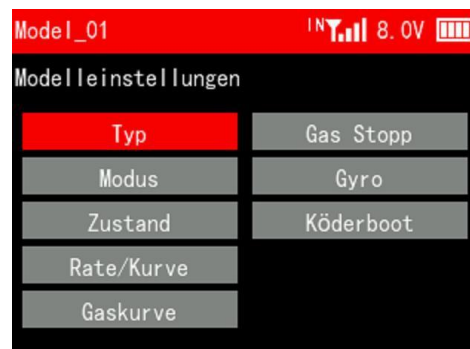 Model_01 IN 8.0V
Modelleinstellungen
Typ Gas Stopp
Modus Gyro
Zustand Köderboot
Rate/Kurve
Gaskurve